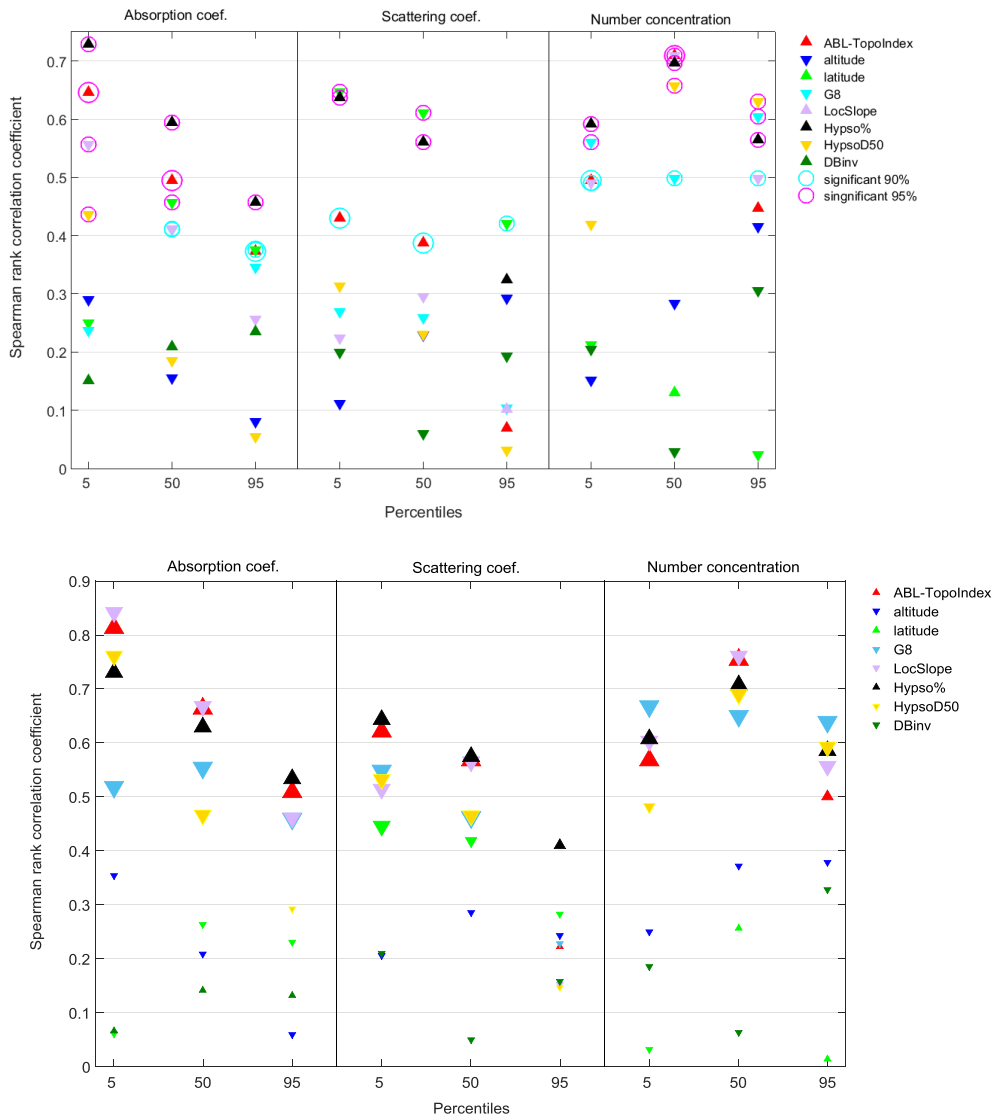 Absorption coef. Scattering coef. Number concentration
Spearman rank correlation coefficient
0.7
0.6
0.5
0.4
0.3
0.2
0.1
0
5 50 95 5 50 95 5 50 95
Percentiles
ABL-TopoIndex
altitude
latitude
G8
LocSlope
Hypso%
HypsoD50
DBinv
significant 90%
singnificant 95%
Absorption coef. Scattering coef. Number concentration
Spearman rank correlation coefficient
0.9
0.8
0.7
0.6
0.5
0.4
0.3
0.2
0.1
0
5 50 95 5 50 95 5 50 95
Percentiles
ABL-TopoIndex
altitude
latitude
G8
LocSlope
Hypso%
HypsoD50
DBinv